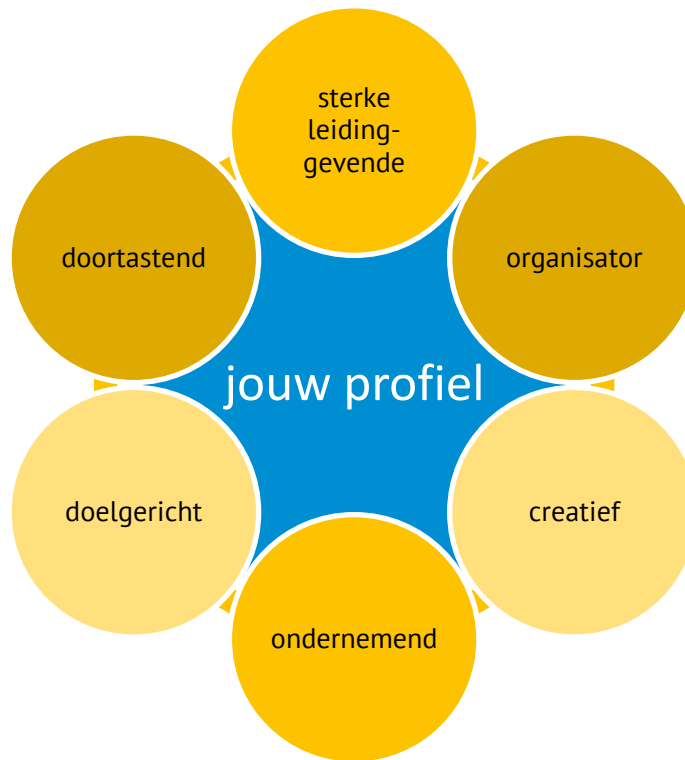 sterke
leiding-
gevende
doortastend
organisator
jouw profiel
doelgericht
creatief
ondernemend